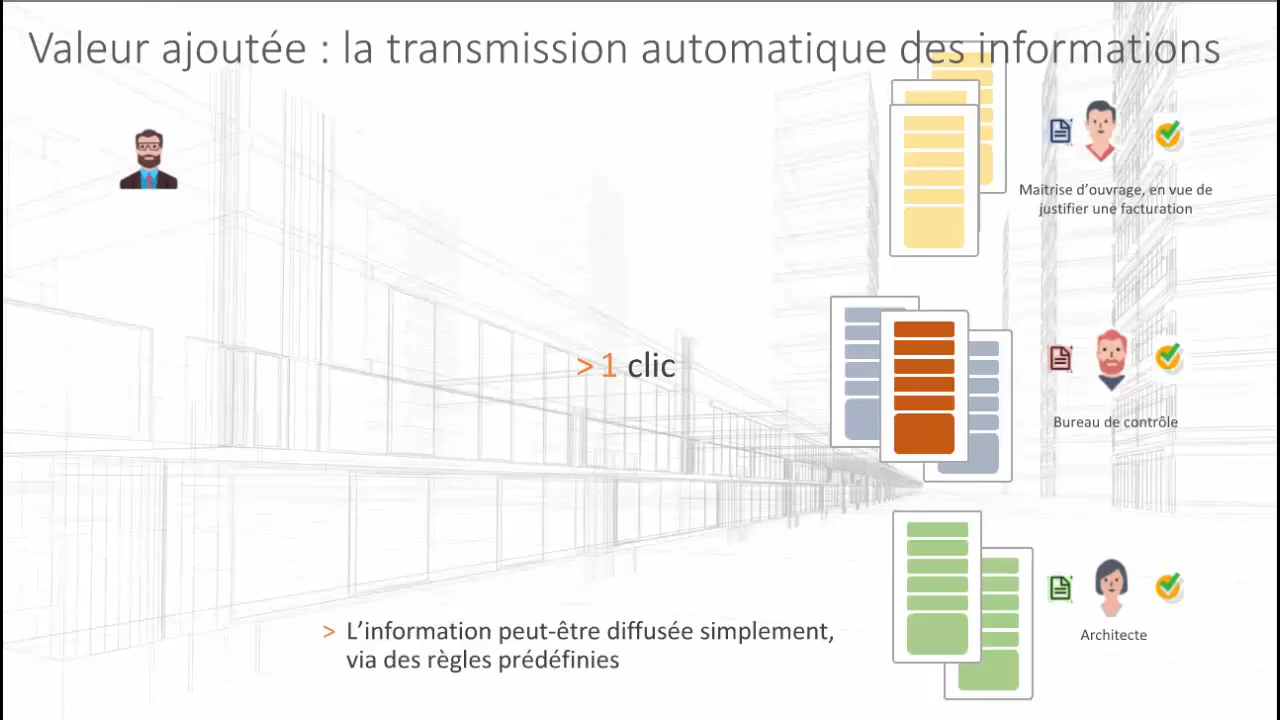 Valeur ajoutée : la transmission automatique des informations
Maitrise d'ouvrage, en vue de
justifier une facturation
> 1 clic
Bureau de contrôle
> L'information peut-être diffusée simplement,
via des règles prédéfinies
Architecte